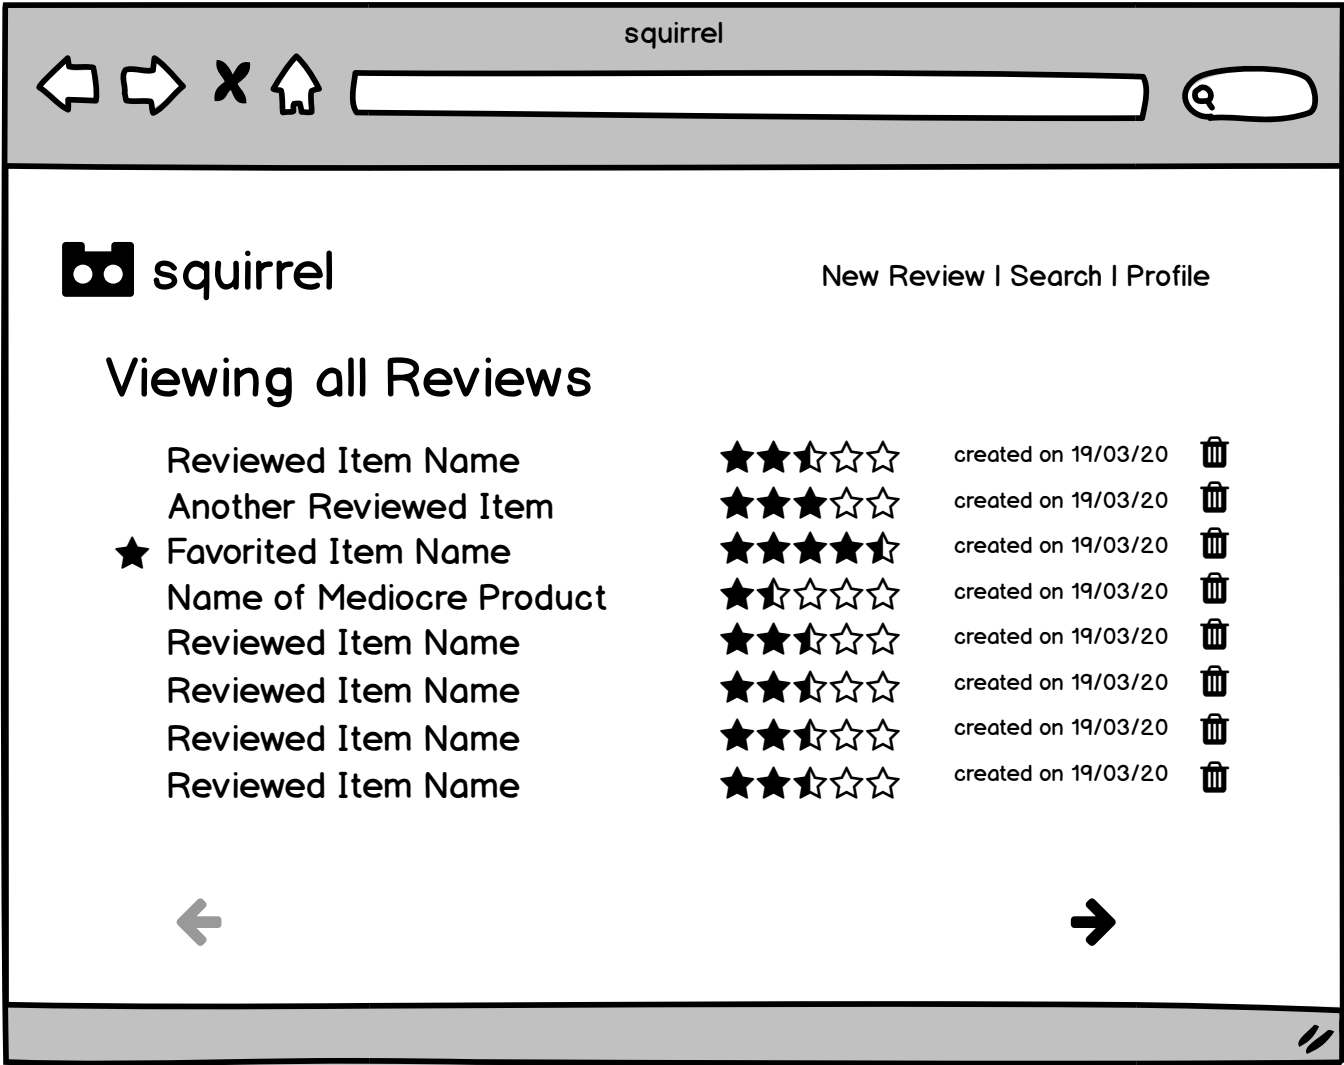 squirrel
squirrel
New Review | Search | Profile
Viewing all Reviews
Reviewed Item Name created on 19/03/20
Another Reviewed Item created on 19/03/20
Favorited Item Name created on 19/03/20
Name of Mediocre Product created on 19/03/20
Reviewed Item Name created on 19/03/20
Reviewed Item Name created on 19/03/20
Reviewed Item Name created on 19/03/20
Reviewed Item Name created on 19/03/20